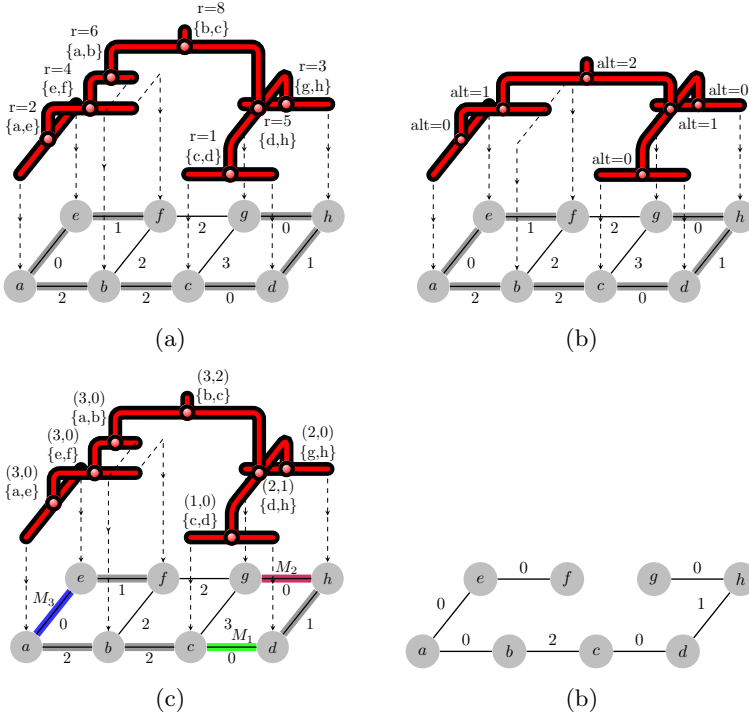 r=8
{b,c}
r=6
{a,b}
r=4
{e,f}
r=2
{a,e}
r=3
{g,h}
r=5
{d,h}
r=1
{c,d}
e f g h
1 2 0
0 2 3 1
a b c d
2 2 0
(a)
alt=2
alt=1
alt=0
alt=0
alt=1
alt=0
e f g h
1 2 0
0 2 3 1
a b c d
2 2 0
(b)
(3,2)
{b,c}
(3,0)
{a,b}
(3,0)
{e,f}
(3,0)
{a,e}
(2,0)
{g,h}
(2,1)
{d,h}
(1,0)
{c,d}
M2
e f g h
1 2 0
M3
0 2 3 1
M1
a b c d
2 2 0
(c)
0 0
e f g h
0 1
0 2 0
a b c d
(b)